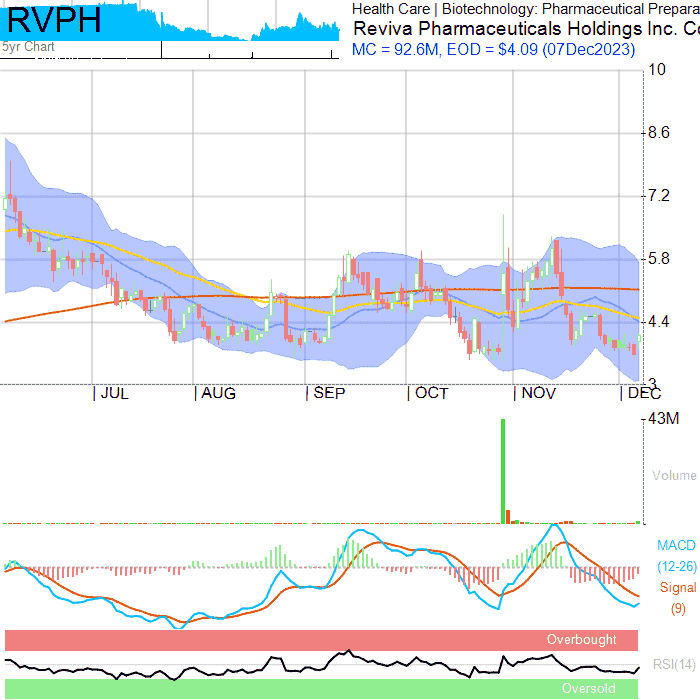 RVPH
5yr Chart
Health Care | Biotechnology: Pharmaceutical Prepara
Reviva Pharmaceuticals Holdings Inc. Co
MC = 92.6M, EOD = $4.09 (07Dec2023)
10
8.6
7.2
5.8
4.4
3
JUL AUG SEP OCT NOV DEC
43M
Volume
MACD
(12-26)
Signal
(9)
Overbought
RSI(14)
Oversold